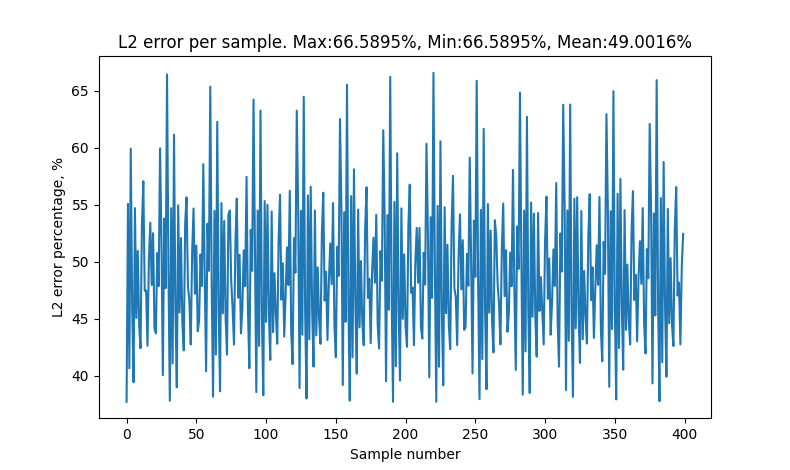 L2 error per sample. Max:66.5895%, Min:66.5895%, Mean:49.0016%
L2 error percentage, %
65
60
55
50
45
40
0 50 100 150 200 250 300 350 400
Sample number